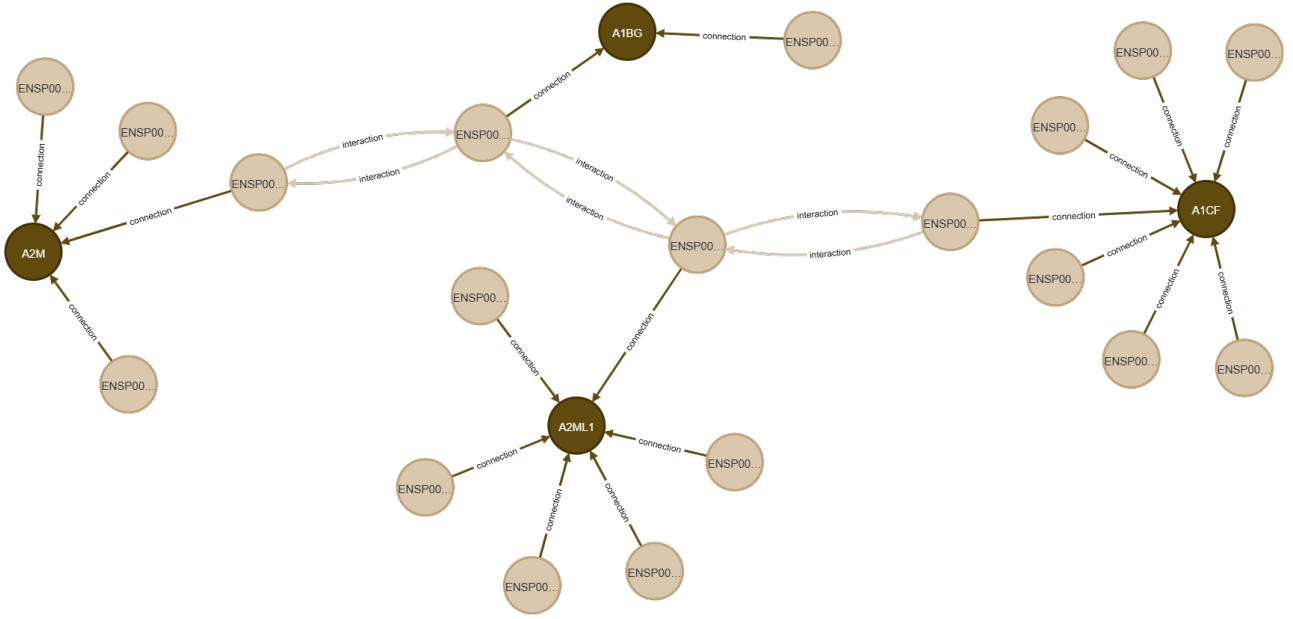 A1BG
connection
ENSP00...
ENSP00...
ENSP00...
ENSP00...
connection
connection
connection
ENSP00...
ENSP00...
ENSP00...
ENSP00...
connection
interaction
connection
connection
interaction
interaction
connection
connection
ENSP00...
connection
interaction
interaction
connection
A1CF
ENSP00...
A2M
ENSP00...
interaction
interaction
connection
ENSP00...
ENSP00...
connection
connection
connection
connection
connection
ENSP00...
ENSP00...
ENSP00...
A2ML1
connection
connection
ENSP00...
ENSP00...
connection
connection
ENSP00...
ENSP00...